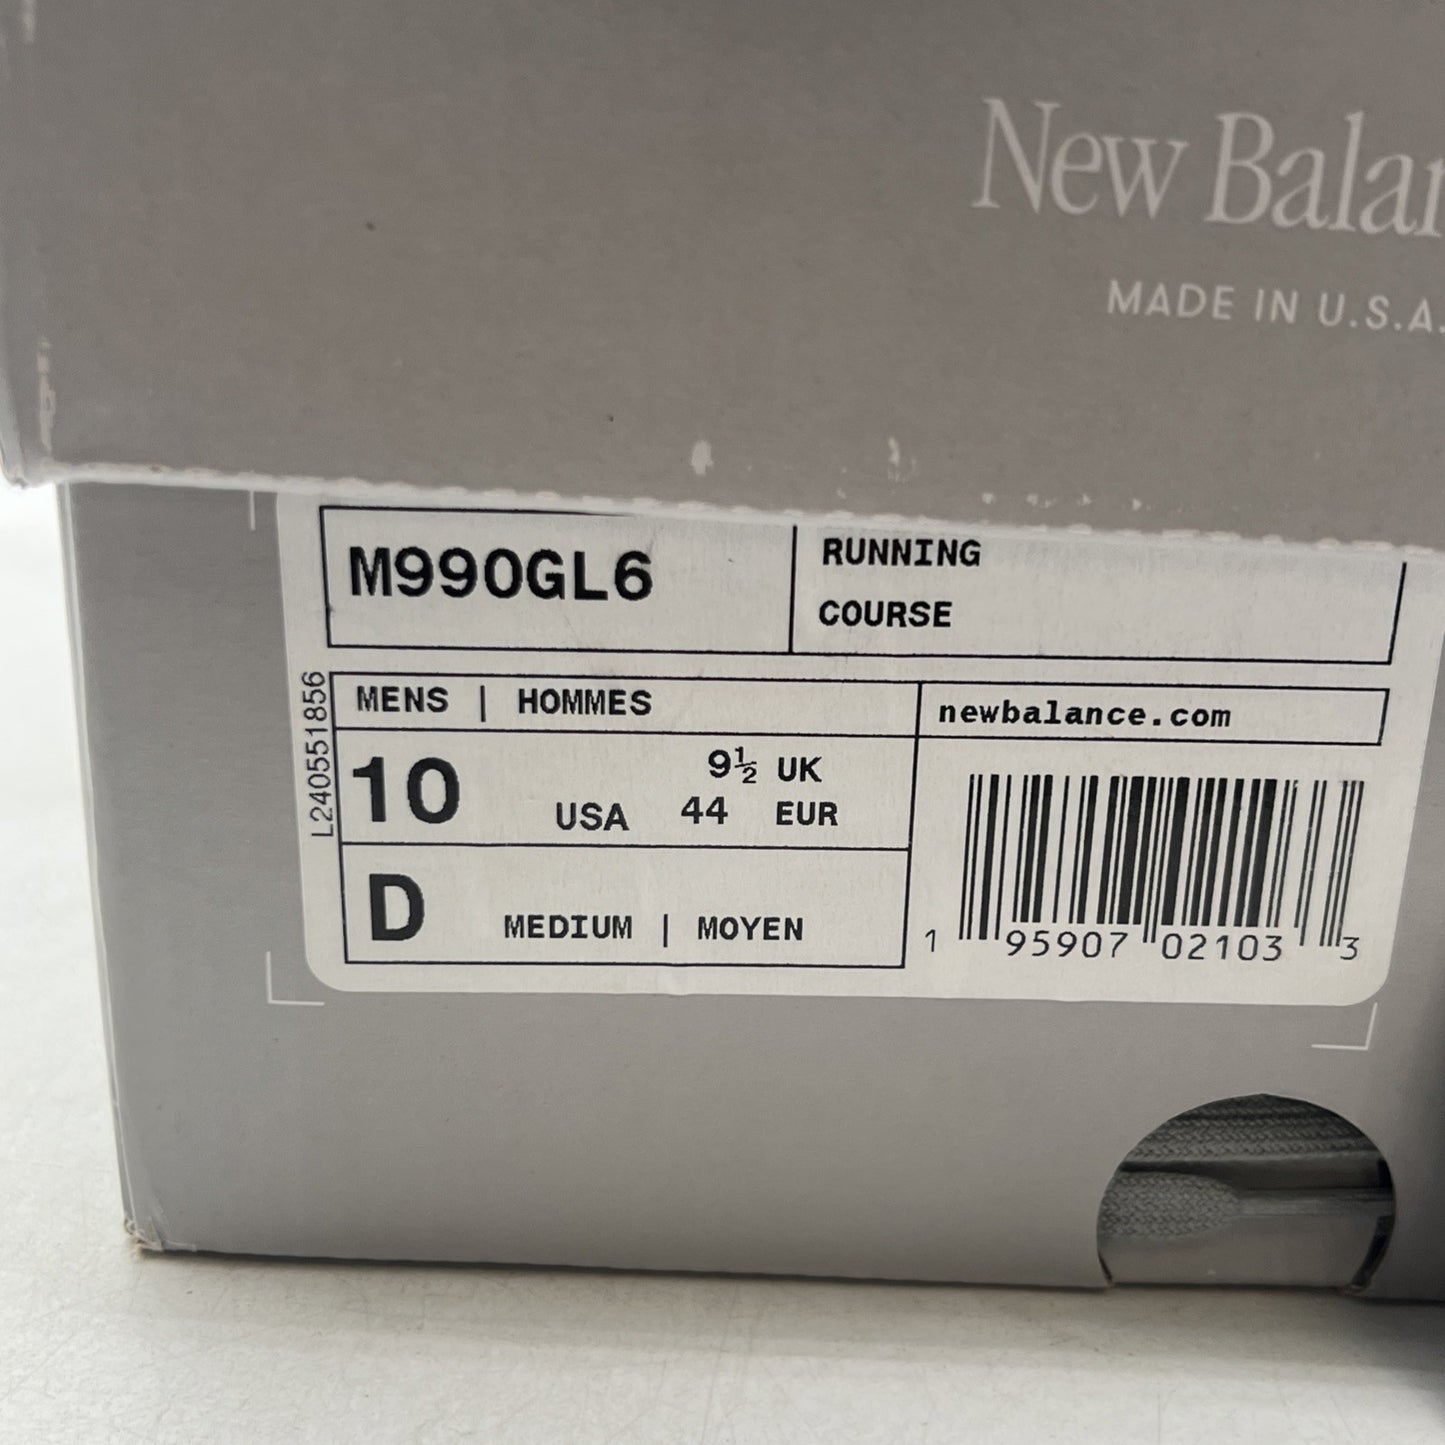 New Balan
MADE IN U.S.A.
M990GL6
RUNNING
COURSE
L240551856
MENS | HOMMES
newbalance.com
10 USA 9½ UK
44 EUR
D MEDIUM | MOYEN
1 95907 02103 3